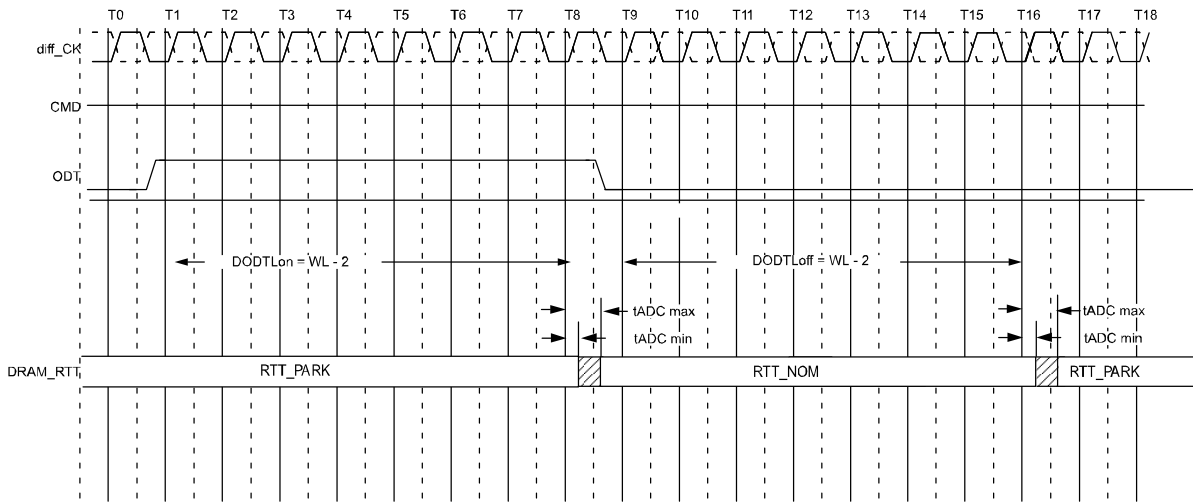 T0 T1 T2 T3 T4 T5 T6 T7 T8 T9 T10 T11 T12 T13 T14 T15 T16 T17 T18
diff_CK
CMD
ODT
DODTLon = WL - 2 DODTLoff = WL - 2
tADC max tADC max
tADC min tADC min
DRAM_RTT RTT_PARK RTT_NOM RTT_PARK